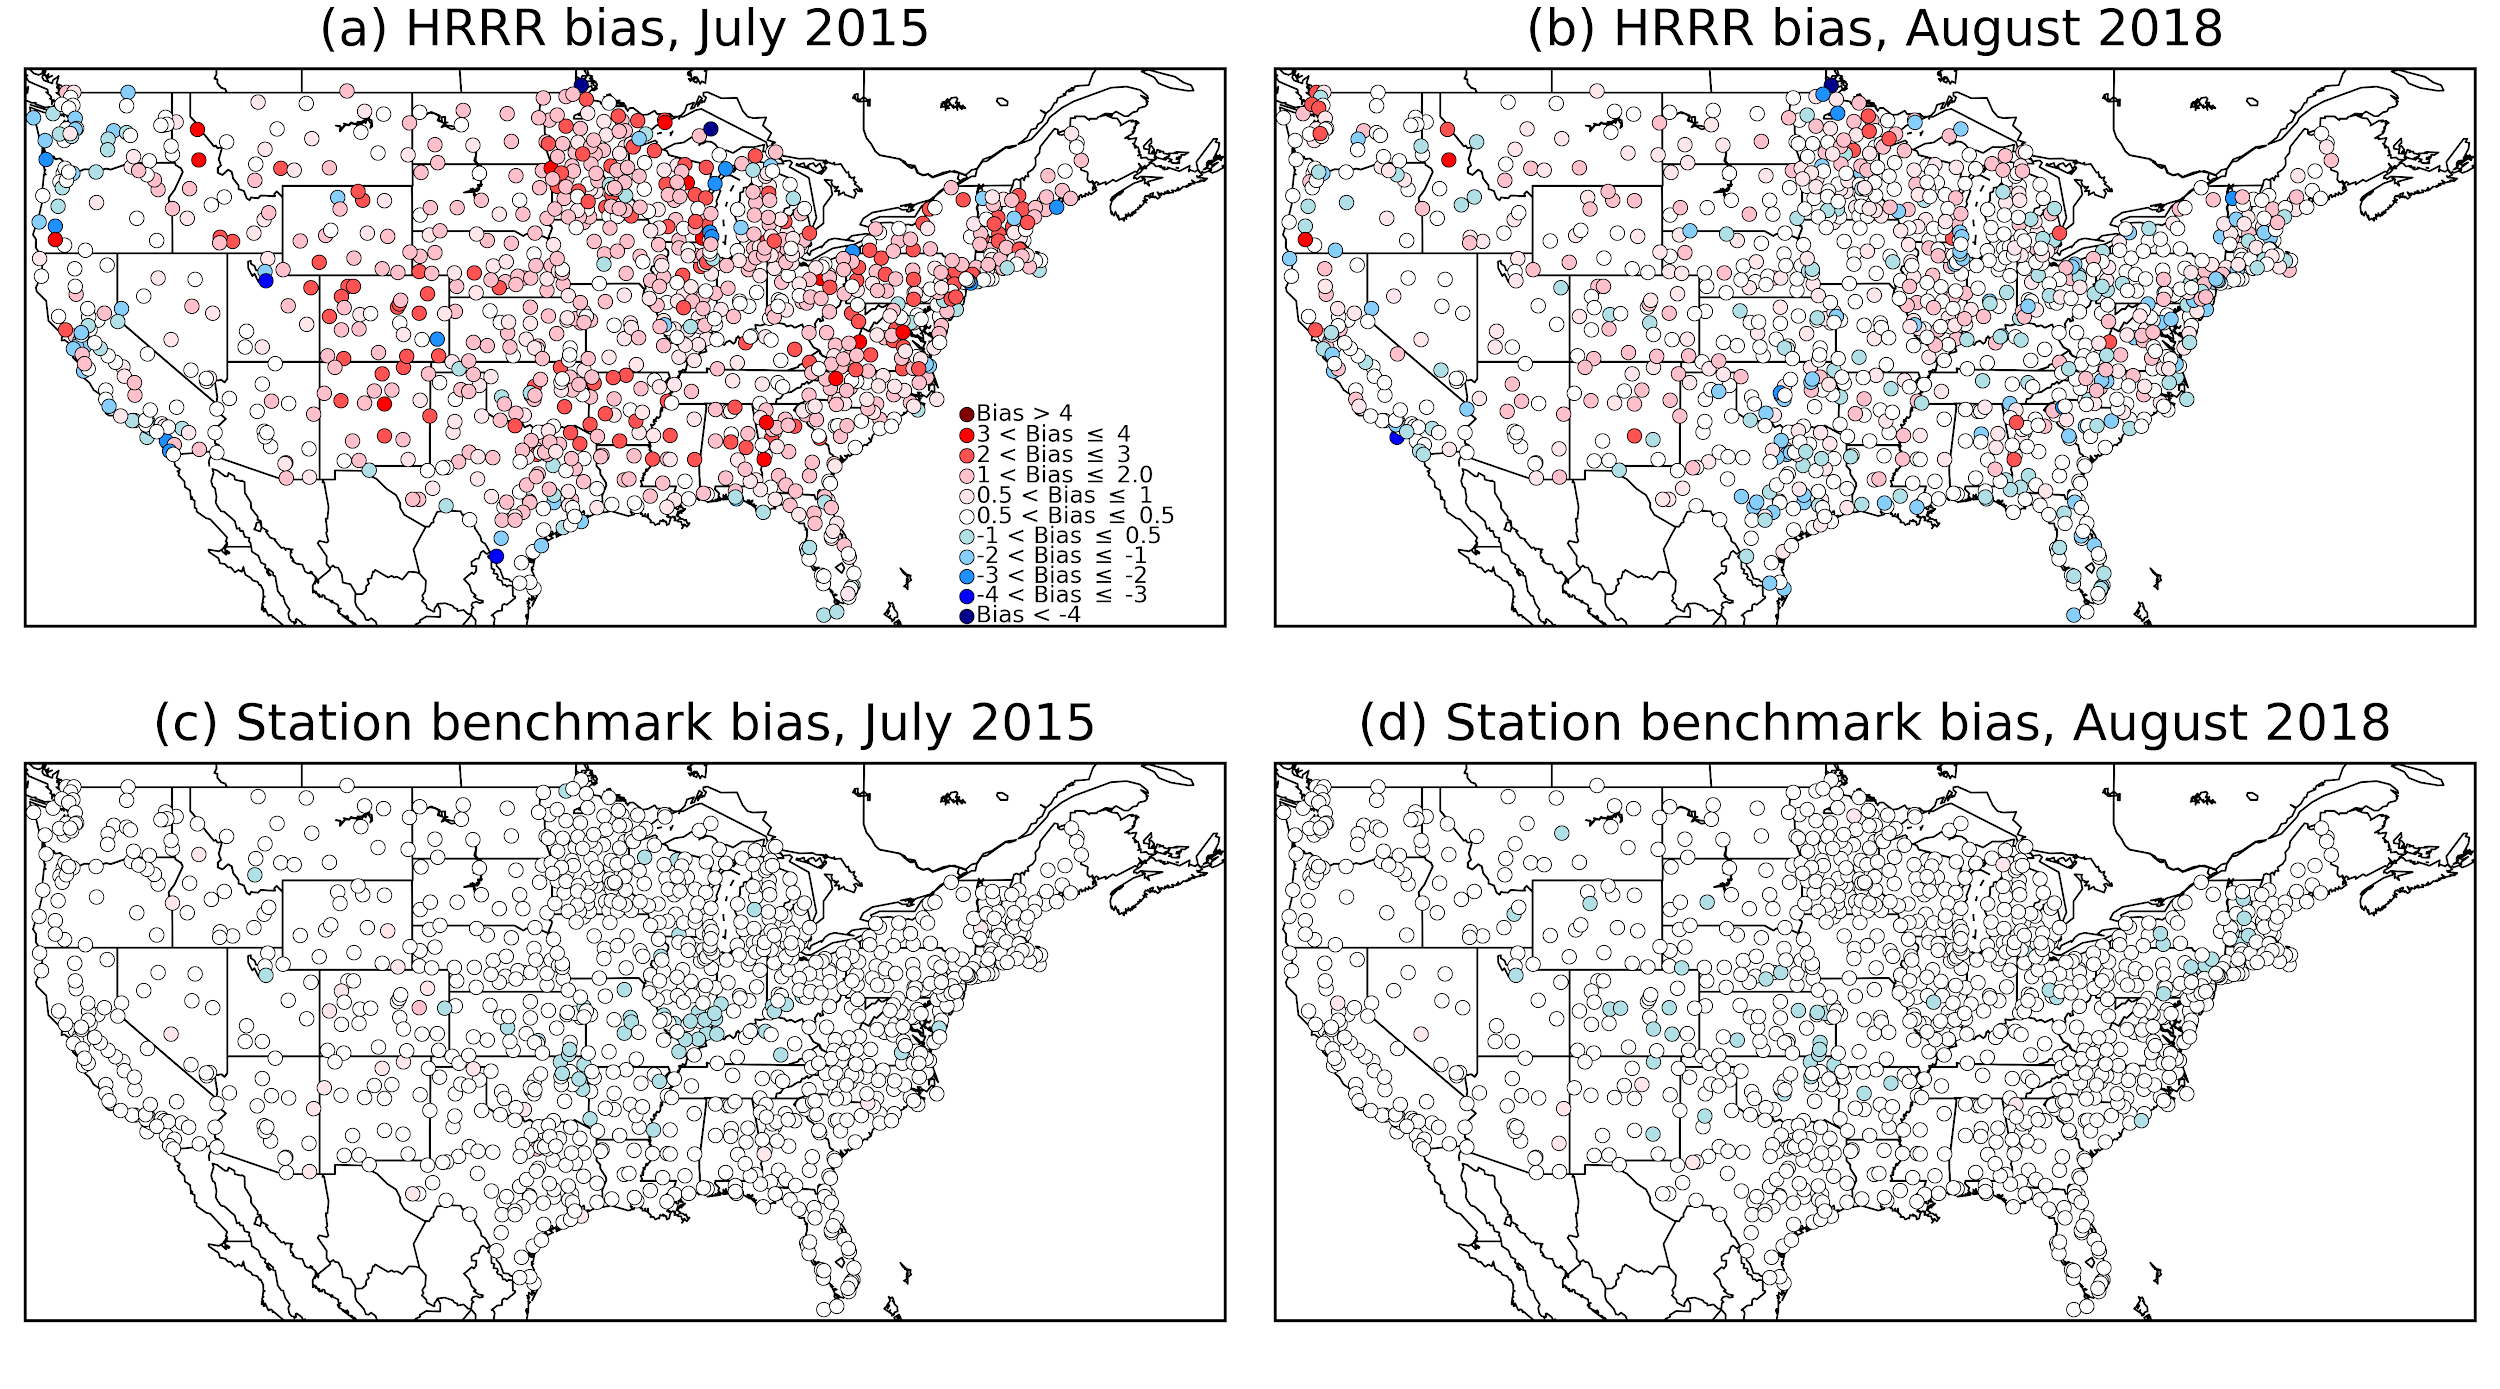 (a) HRRR bias, July 2015
(b) HRRR bias, August 2018
Bias > 4
3 < Bias ≤ 4
2 < Bias ≤ 3
1 < Bias ≤ 2.0
0.5 < Bias ≤ 1
0.5 < Bias ≤ 0.5
-1 < Bias ≤ 0.5
-2 < Bias ≤ -1
-3 < Bias ≤ -2
-4 < Bias ≤ -3
Bias < -4
(c) Station benchmark bias, July 2015
(d) Station benchmark bias, August 2018